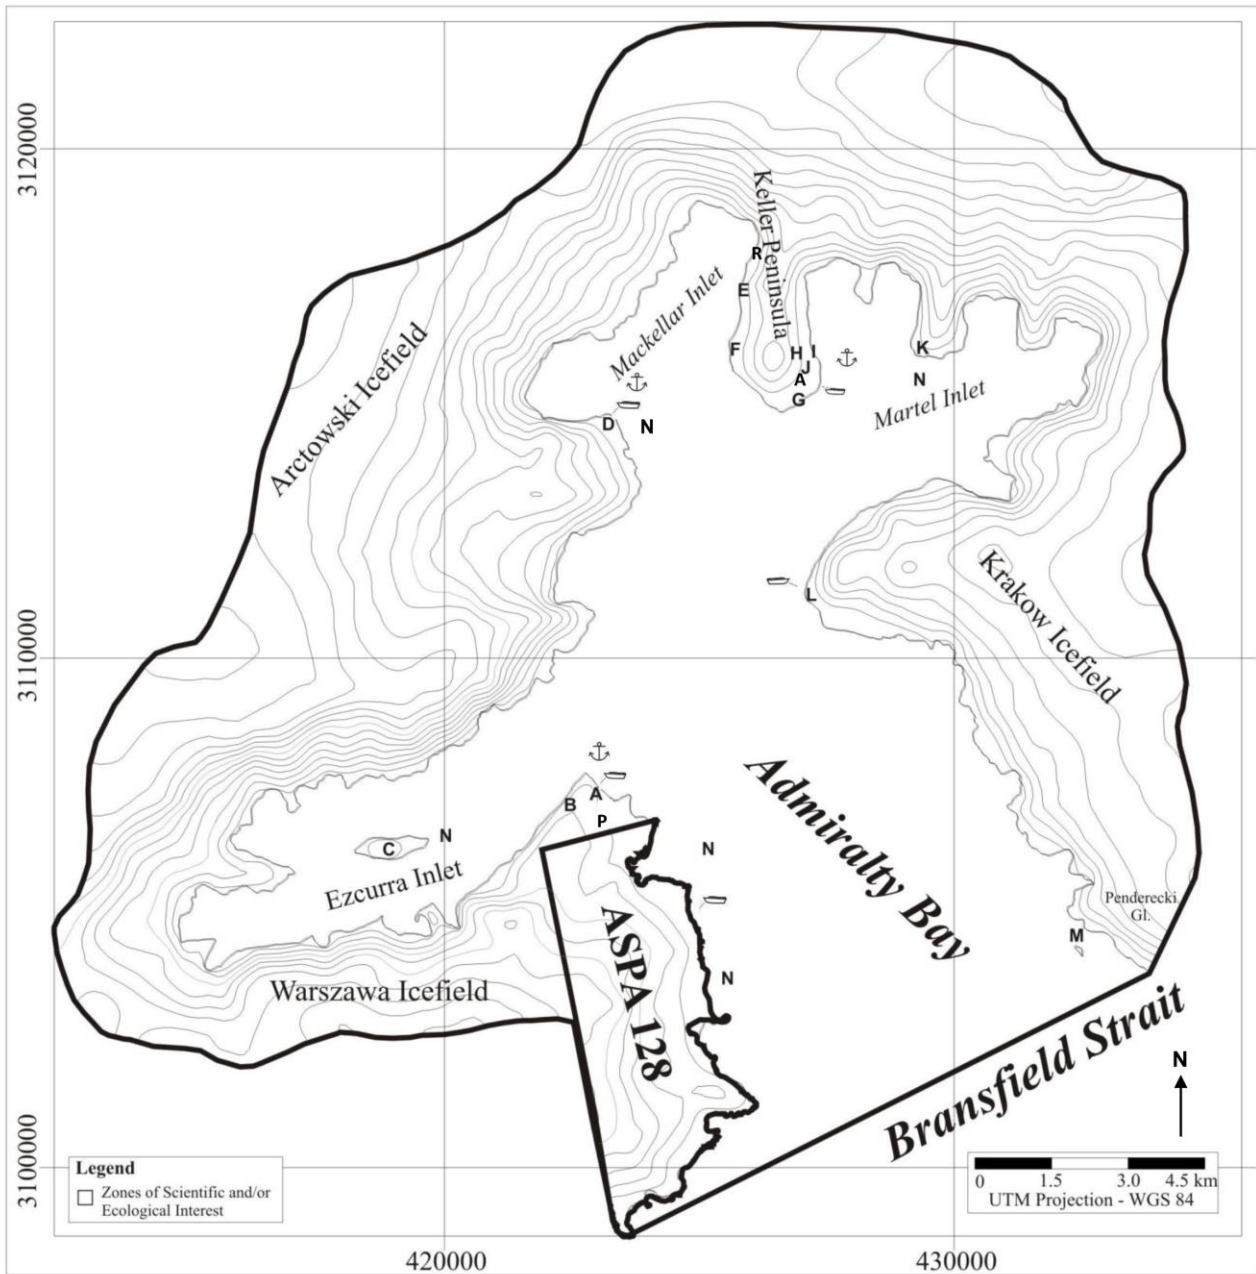 3120000
3110000
3100000
420000
430000
Keller Peninsula
R
E
Mackellar Inlet
F
H
I
J
A
G
K
N
Martel Inlet
D
N
Arctowski Icefield
Krakow Icefield
L
B
A
P
C
N
Ezcurra Inlet
N
Admiralty Bay
Penderecki
Gl.
M
ASPA 128
N
Warszawa Icefield
Bransfield Strait
N
Legend
Zones of Scientific and/or
Ecological Interest
0 1.5 3.0 4.5 km
UTM Projection - WGS 84